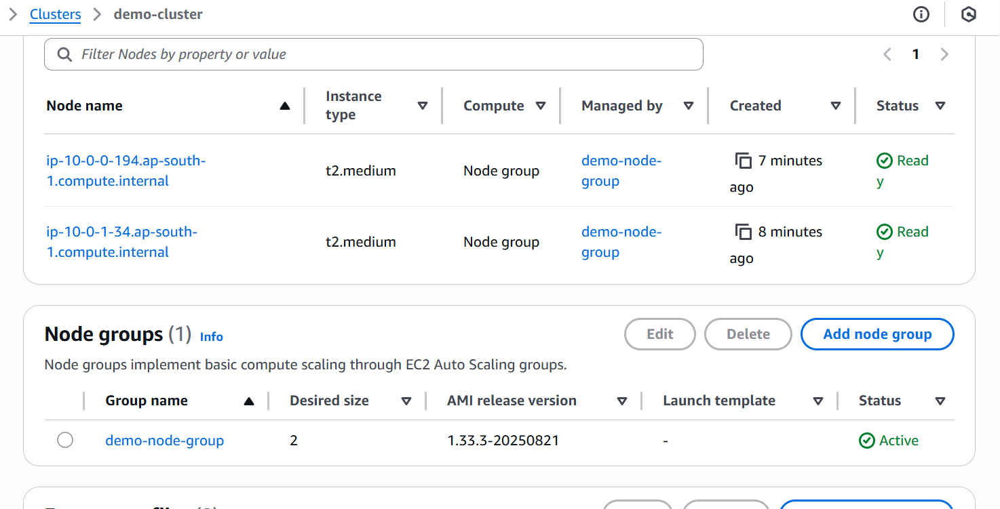 Clusters demo-cluster
Filter Nodes by property or value 1
Node name Instance type Compute Managed by Created Status
ip-10-0-0-194.ap-south-
1.compute.internal
t2.medium
Node group
demo-node-
group
7 minutes
ago
Read
y
ip-10-0-1-34.ap-south-
1.compute.internal
t2.medium
Node group
demo-node-
group
8 minutes
ago
Read
y
Node groups (1) Info Edit Delete Add node group
Node groups implement basic compute scaling through EC2 Auto Scaling groups.
Group name Desired size AMI release version Launch template Status
demo-node-group 2 1.33.3-20250821 - Active